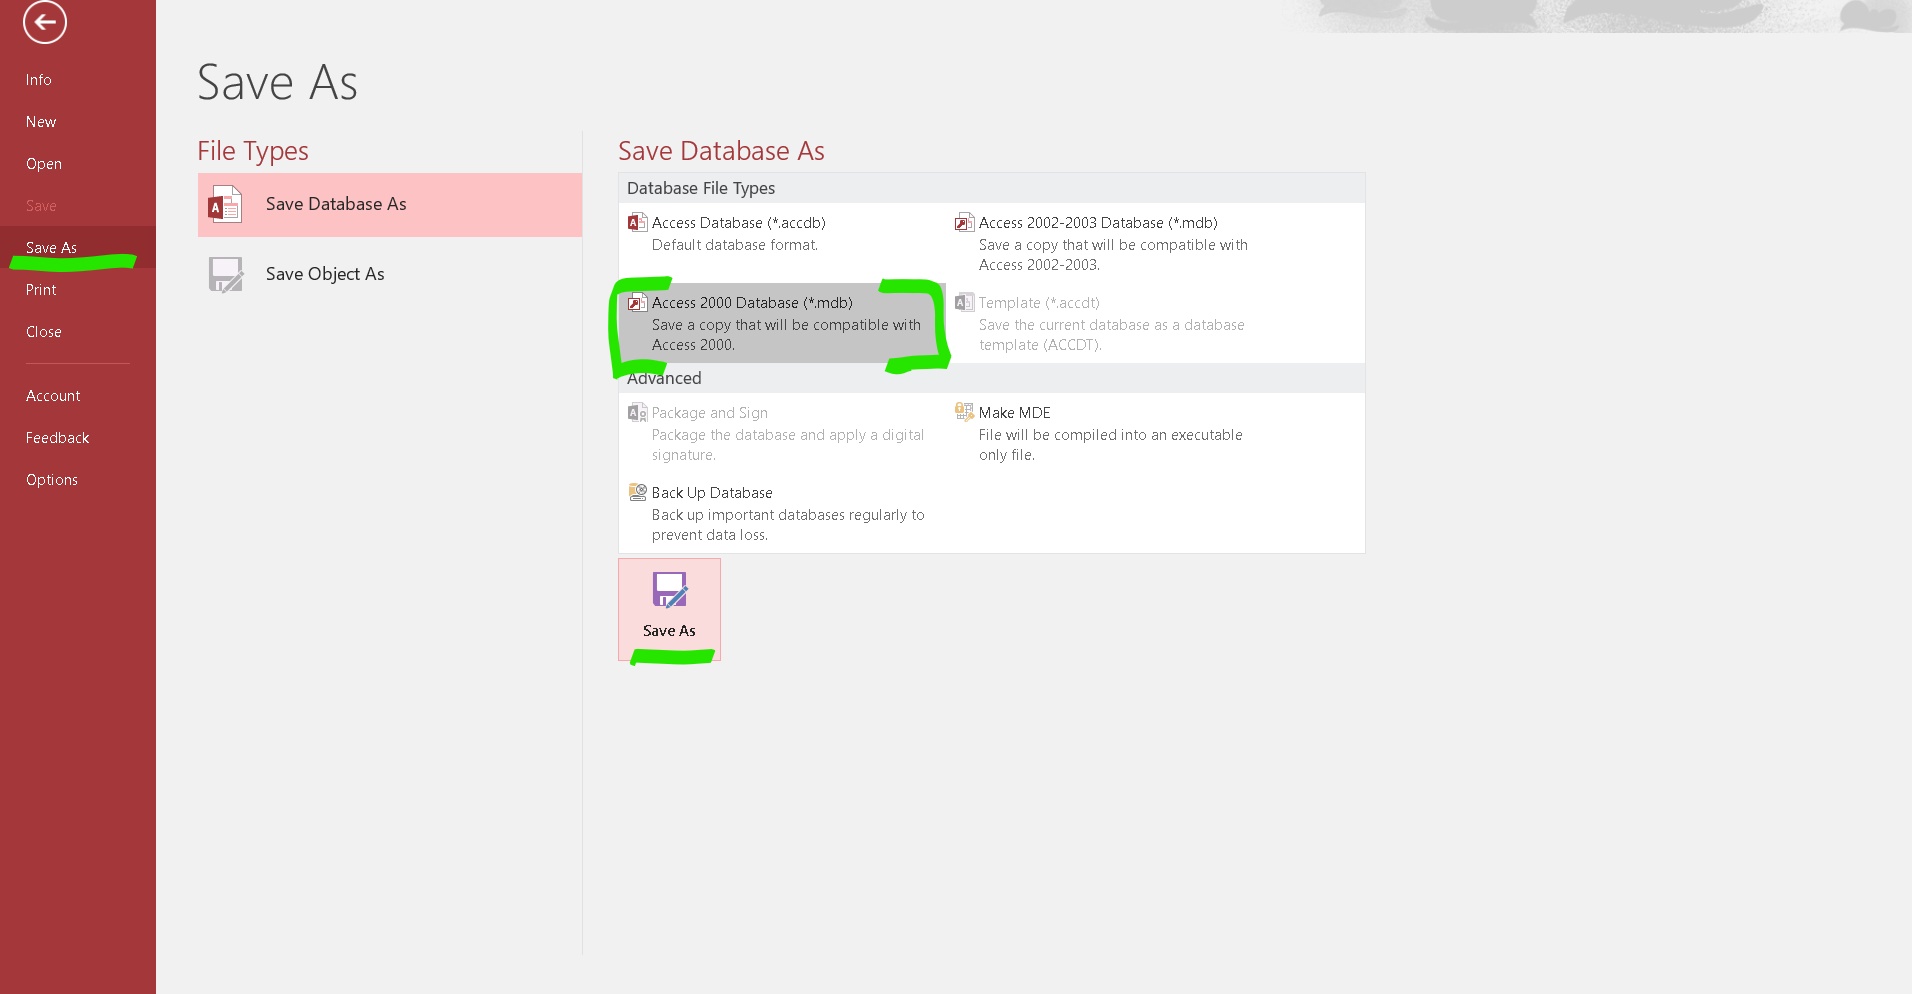 Info
New
Open
Save
Save As
Print
Close
Account
Feedback
Options
Save As
File Types
Save Database As
Save Object As
Save Database As
Database File Types
Access Database (*.accdb)
Default database format.
Access 2002-2003 Database (*.mdb)
Save a copy that will be compatible with
Access 2002-2003.
Access 2000 Database (*.mdb)
Save a copy that will be compatible with
Access 2000.
Template (*.accdt)
Save the current database as a database
template (ACCDT).
Advanced
Package and Sign
Package the database and apply a digital
signature.
Make MDE
File will be compiled into an executable
only file.
Back Up Database
Back up important databases regularly to
prevent data loss.
Save As